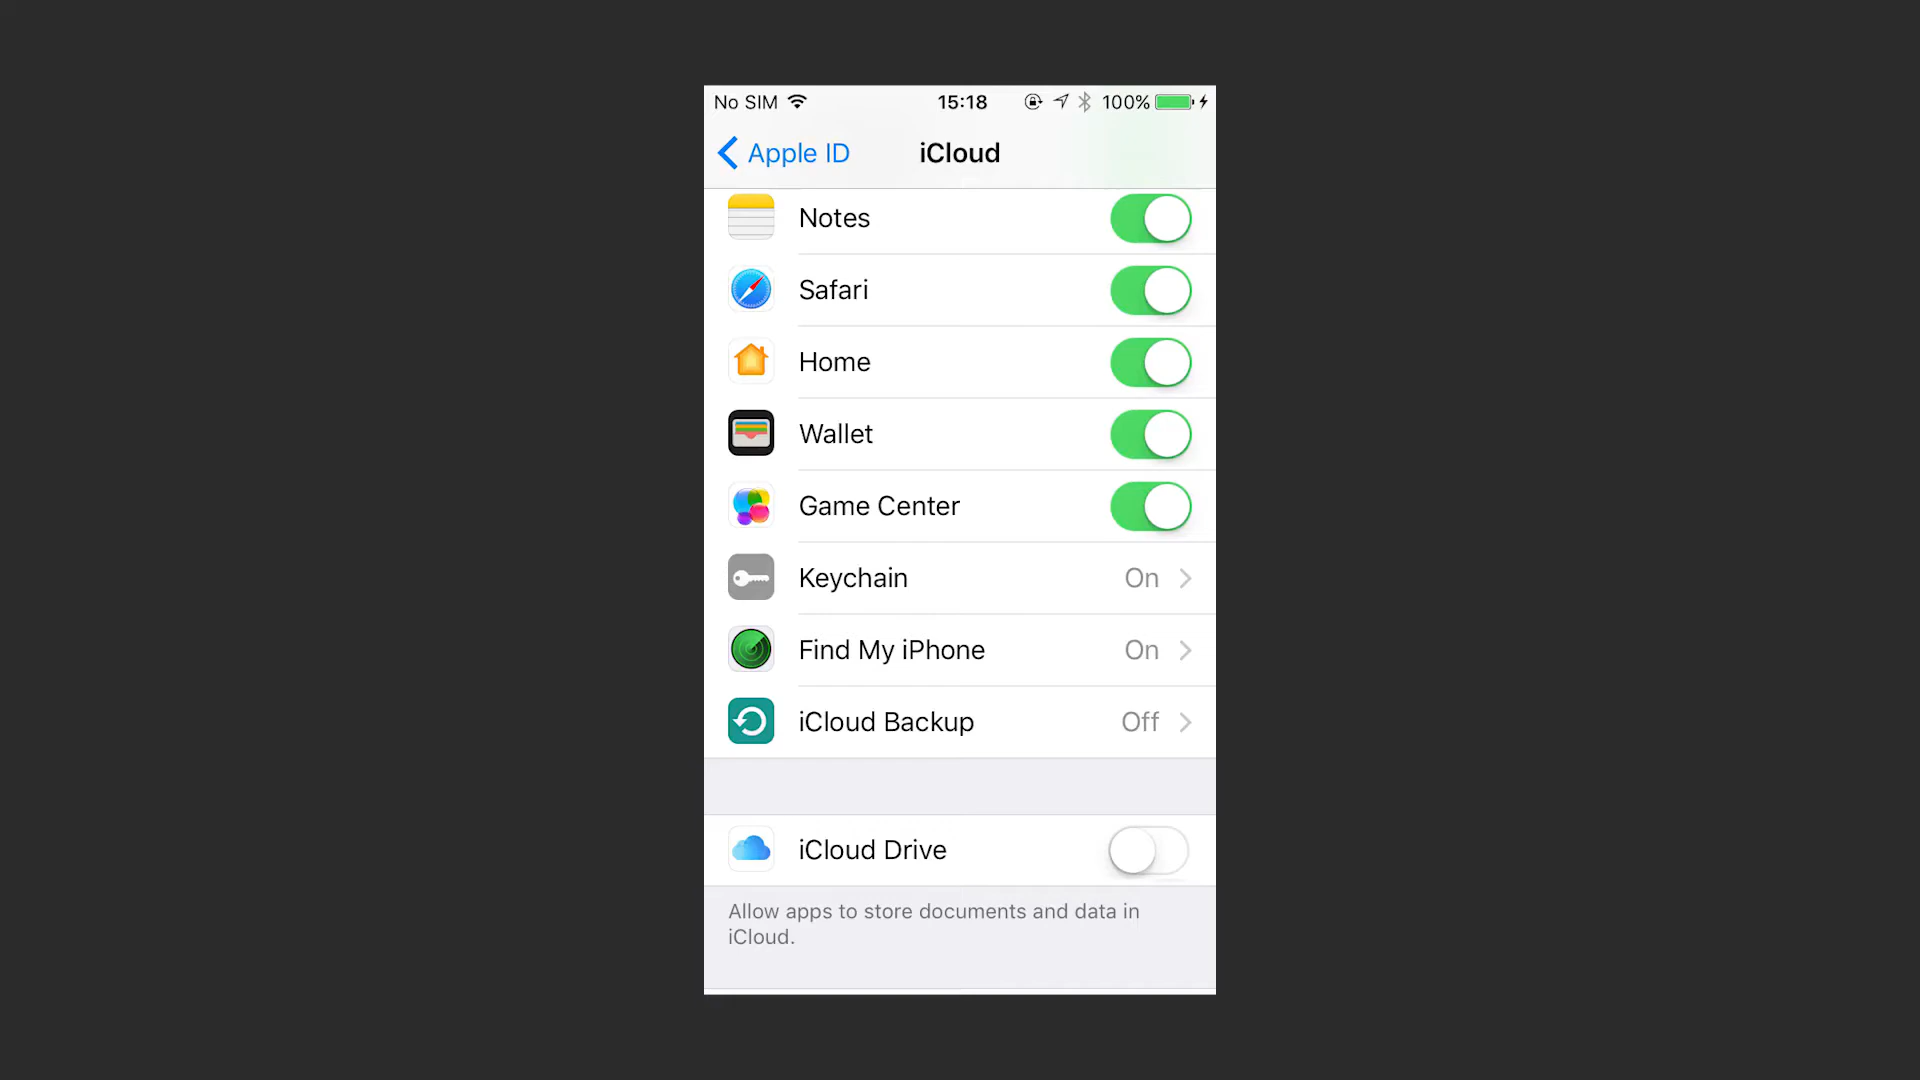 No SIM 15:18 100%
Apple ID iCloud
Notes
Safari
Home
Wallet
Game Center
Keychain On
Find My iPhone On
iCloud Backup Off
iCloud Drive
Allow apps to store documents and data in
iCloud.